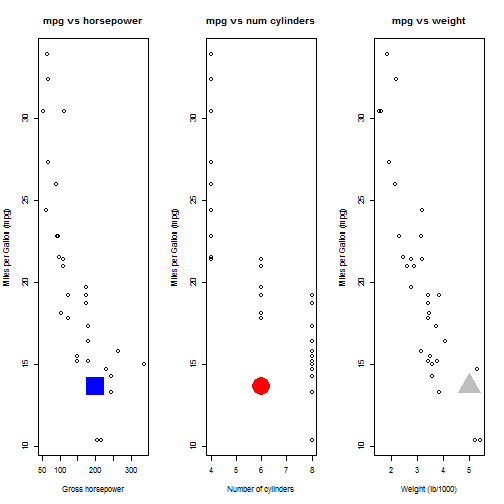 mpg vs horsepower
mpg vs num cylinders
mpg vs weight
Miles per Gallon (mpg)
10 15 20 25 30
50 100 200 300
Gross horsepower
Miles per Gallon (mpg)
10 15 20 25 30
4 5 6 7 8
Number of cylinders
Miles per Gallon (mpg)
10 15 20 25 30
2 3 4 5
Weight (lb/1000)